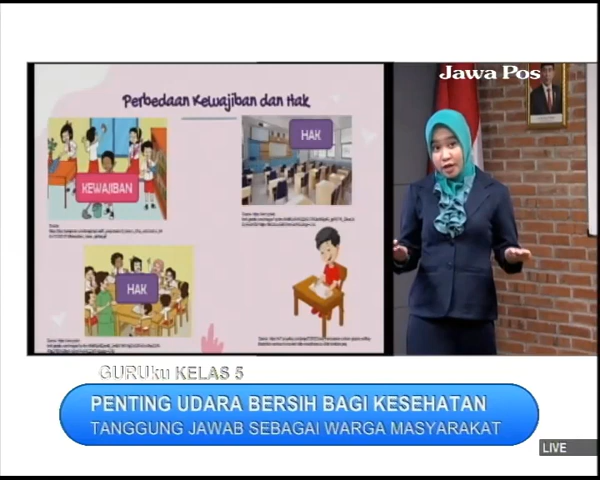 Jawa Pos
Perbedaan Kewajiban dan Hak
HAK
KEWAJIBAN
HAK
GURUku KELAS 5
PENTING UDARA BERSIH BAGI KESEHATAN
TANGGUNG JAWAB SEBAGAI WARGA MASYARAKAT
LIVE